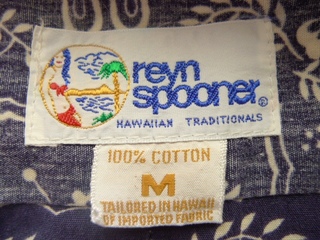 reyn
spooner®
HAWAIIAN TRADITIONALS
100% COTTON
M
TAILORED IN HAWAII
OF IMPORTED FABRIC